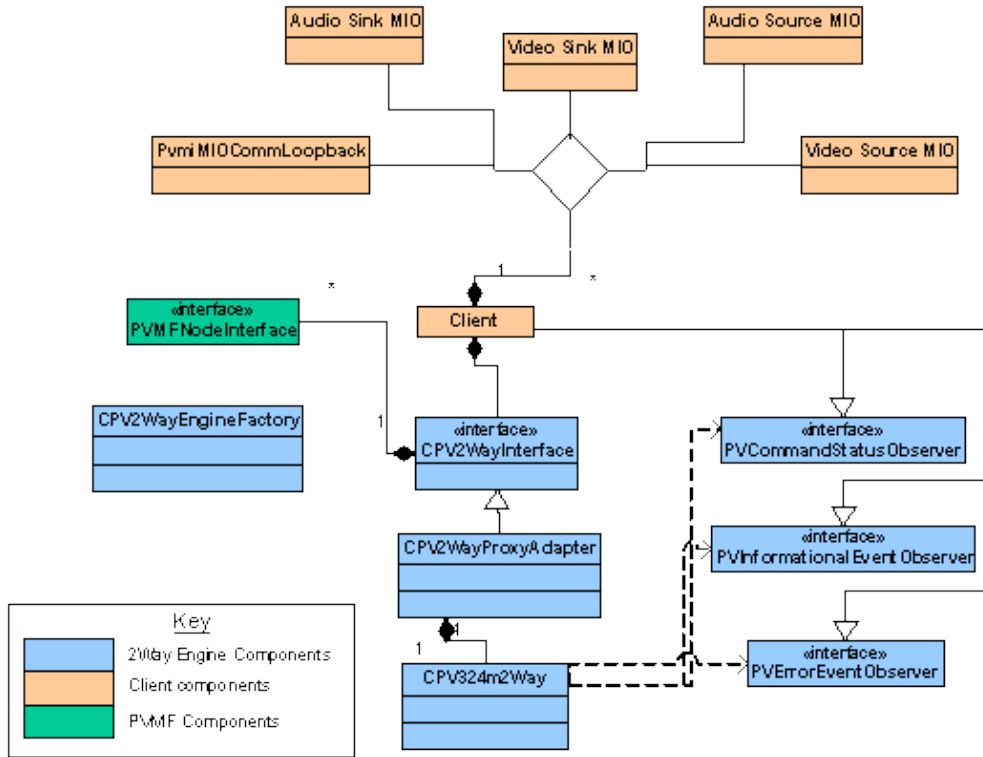 Audio Sink MIO
Video Sink MIO
Audio Source MIO
PvmiMIOCommLoopback
Video Source MIO
1
x
x
«interface»
PVMFNodeInterface
Client
CPV2WayEngineFactory
1
«interface»
CPV2WayInterface
«interface»
PVCommandStatusObserver
CPV2WayProxyAdapter
«interface»
PVInformationalEventObserver
1
1
CPV324m2Way
«interface»
PVErrorEventObserver
Key
2Way Engine Components
Client components
PVMF Components